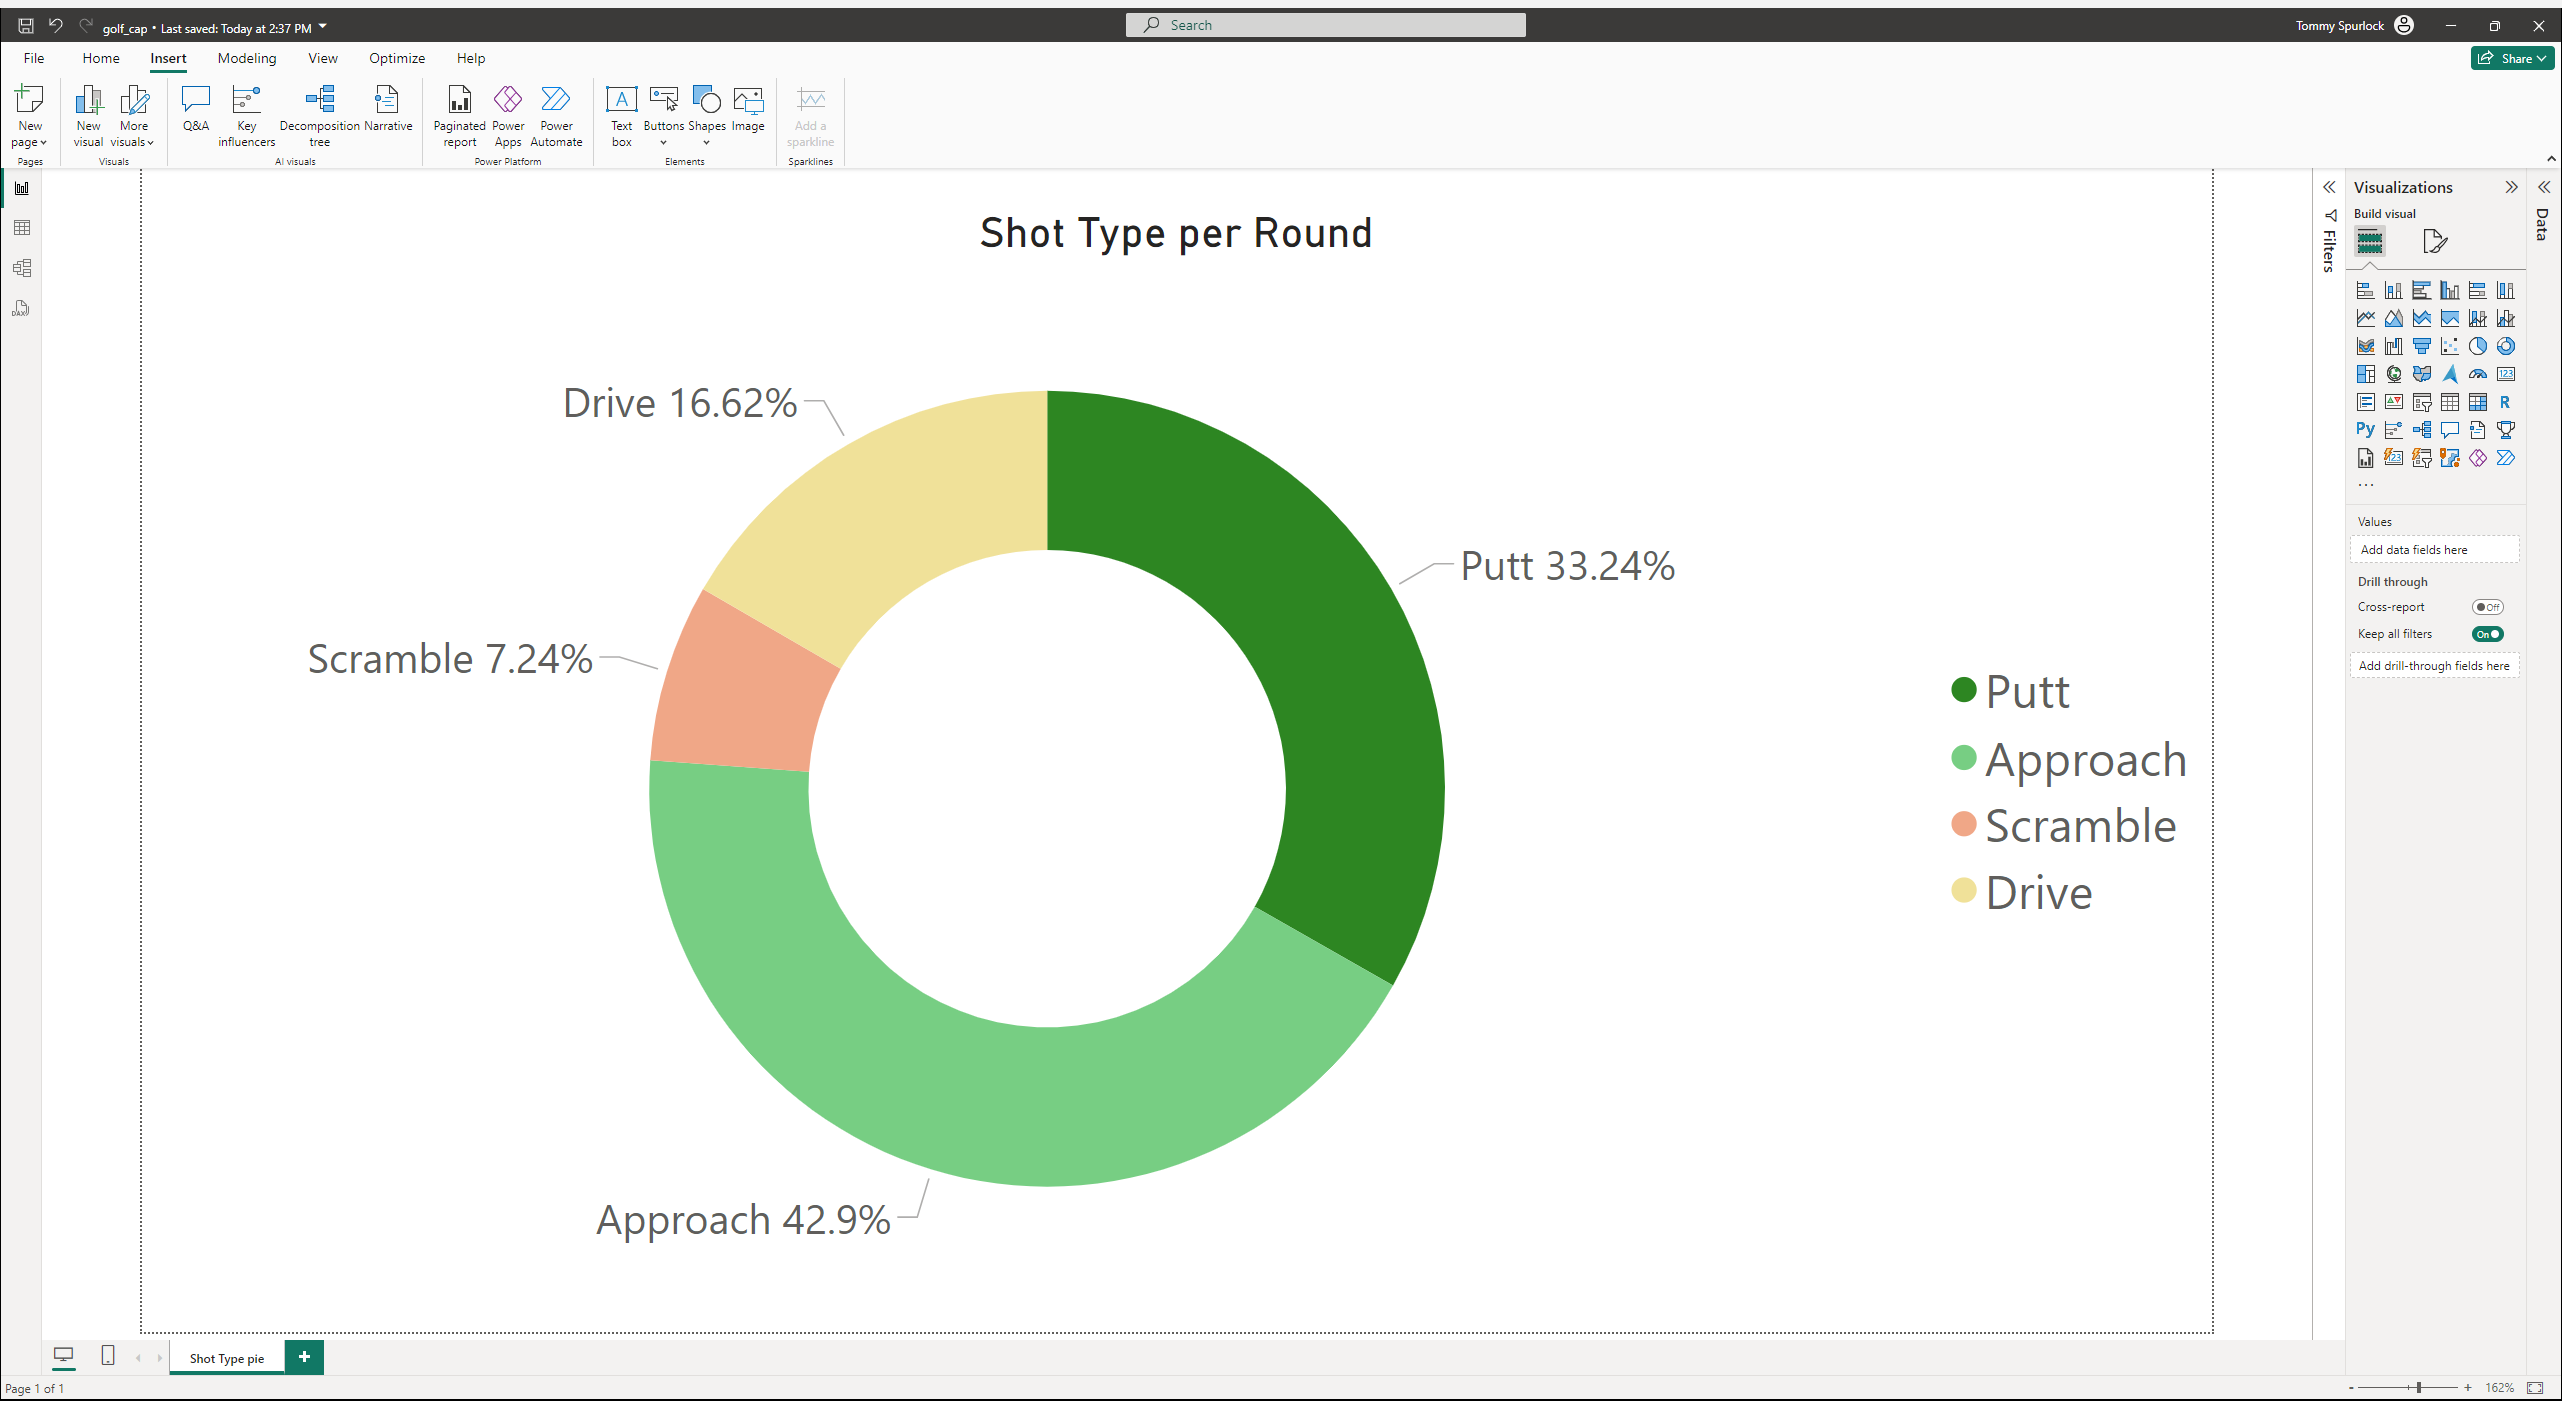 golf_cap • Last saved: Today at 2:37 PM
Search
Tommy Spurlock
File Home Insert Modeling View Optimize Help
Share
New page
New visual
More visuals
Q&A
Key influencers
Decomposition tree
Narrative
Paginated report
Power Apps
Power Automate
Text box
Buttons
Shapes
Image
Add a sparkline
Pages
Visuals
AI visuals
Power Platform
Elements
Sparklines
Shot Type per Round
Drive 16.62%
Putt 33.24%
Scramble 7.24%
Approach 42.9%
Putt
Approach
Scramble
Drive
Filters
Visualizations
Build visual
Data
123
R
Py
123
...
Values
Add data fields here
Drill through
Cross-report
Off
Keep all filters
On
Add drill-through fields here
DAX
Shot Type pie
+
Page 1 of 1
- + 162%